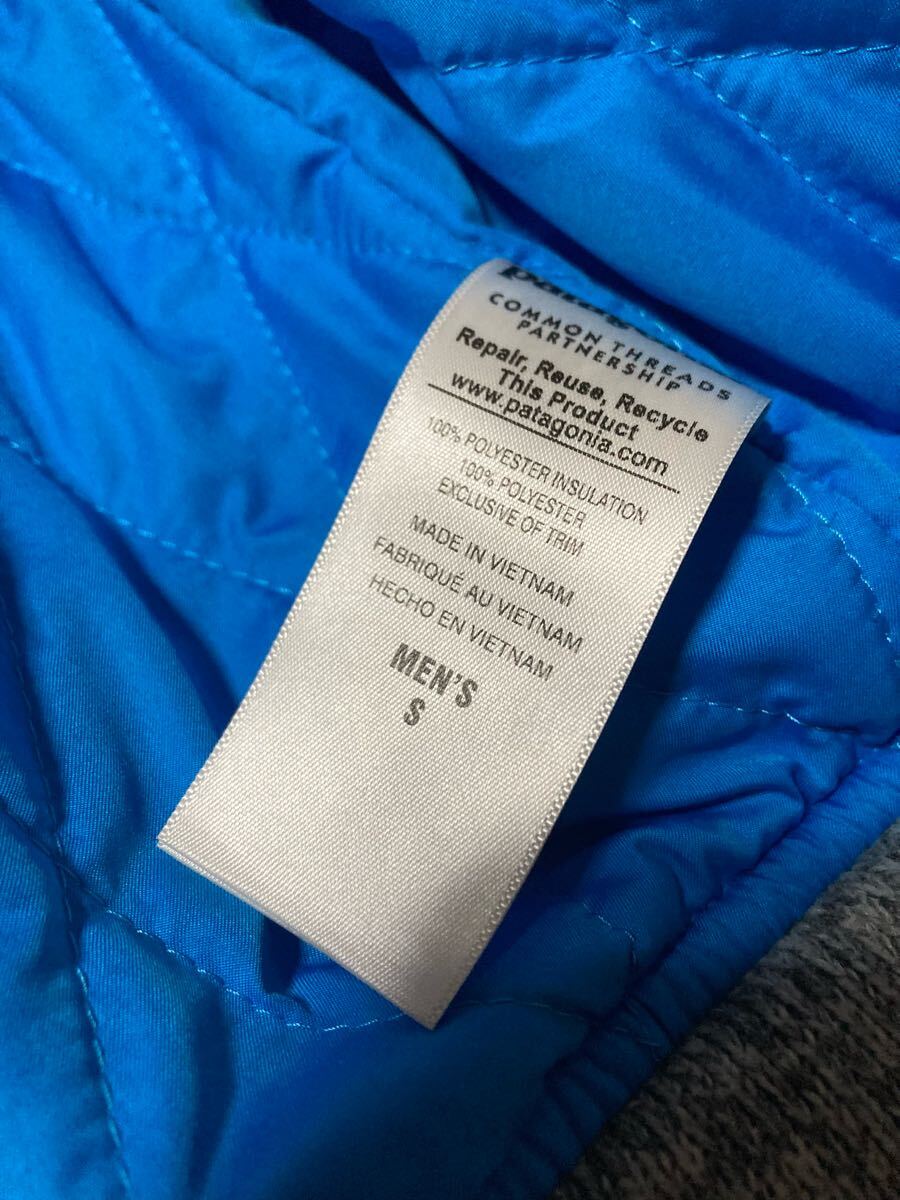 COMMON THREADS
PARTNERSHIP
Repair, Reuse, Recycle
This Product
www.patagonia.com
100% POLYESTER INSULATION
100% POLYESTER
EXCLUSIVE OF TRIM
MADE IN VIETNAM
FABRIQUÉ AU VIETNAM
HECHO EN VIETNAM
MEN'S
S